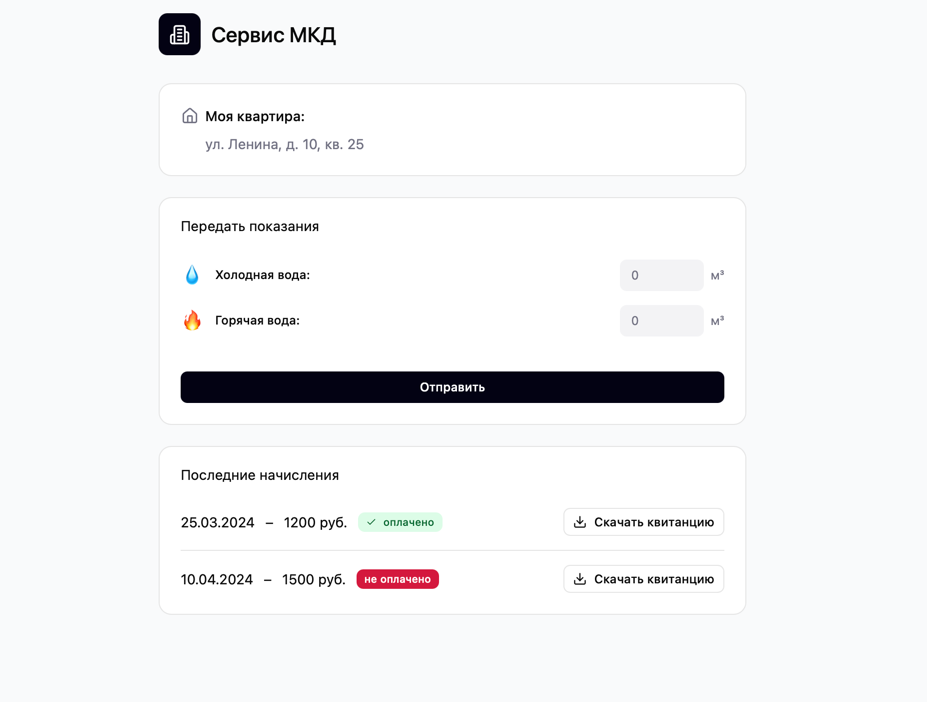 Сервис МКД
Моя квартира:
ул. Ленина, д. 10, кв. 25
Передать показания
Холодная вода: 0 м³
Горячая вода: 0 м³
Отправить
Последние начисления
25.03.2024 – 1200 руб. оплачено Скачать квитанцию
10.04.2024 – 1500 руб. не оплачено Скачать квитанцию